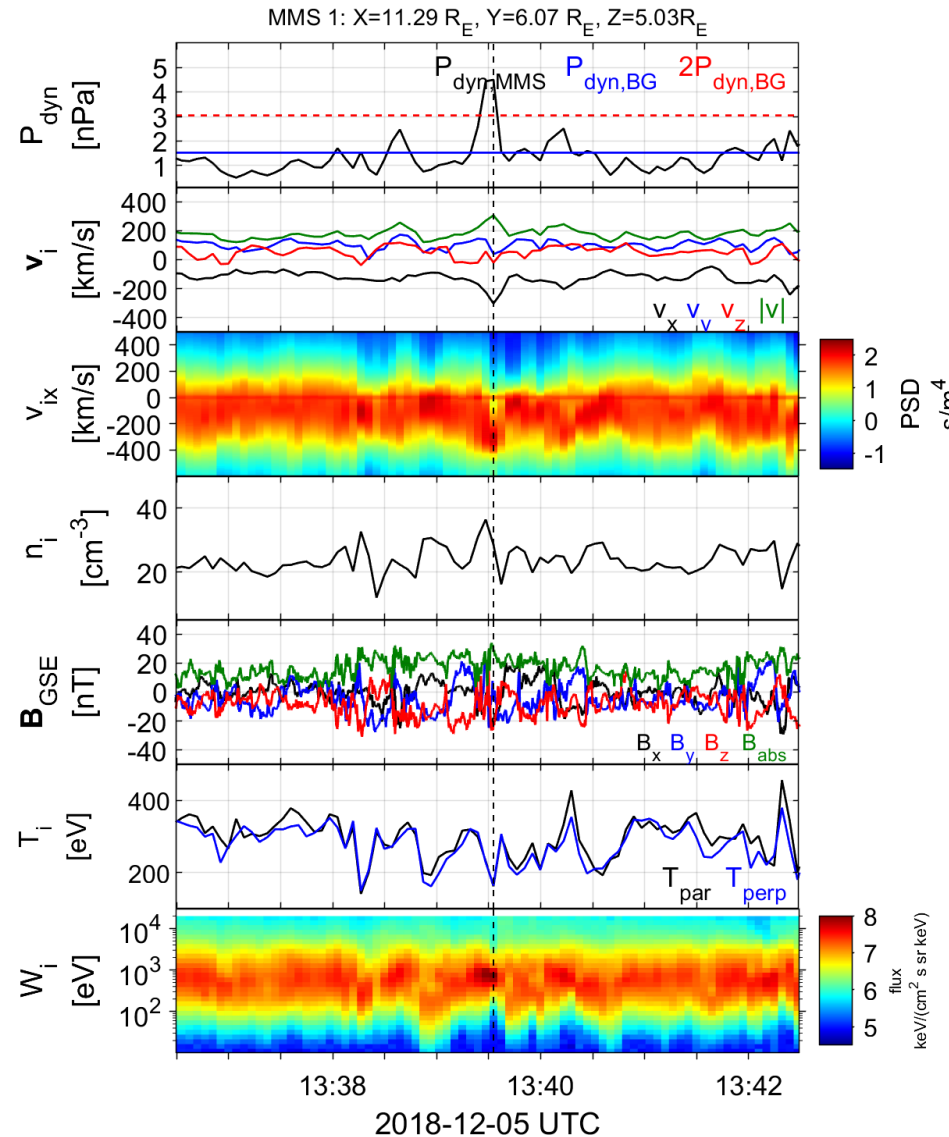 MMS 1: X=11.29 R_E, Y=6.07 R_E, Z=5.03R_E
P_dyn [nPa]
5
4
3
2
1
P_dyn,MMS P_dyn,BG 2P_dyn,BG
v_i [km/s]
400
200
0
-200
-400
v_x v_y v_z |v|
v_ix [km/s]
400
200
0
-200
-400
2
1
0
-1
PSD
s/m^4
n_i [cm^-3]
40
20
B_GSE [nT]
40
20
0
-20
-40
B_x B_y B_z B_abs
T_i [eV]
400
200
T_par T_perp
W_i [eV]
10^4
10^3
10^2
8
7
6
5
flux
keV/(cm^2 s sr keV)
13:38 13:40 13:42
2018-12-05 UTC